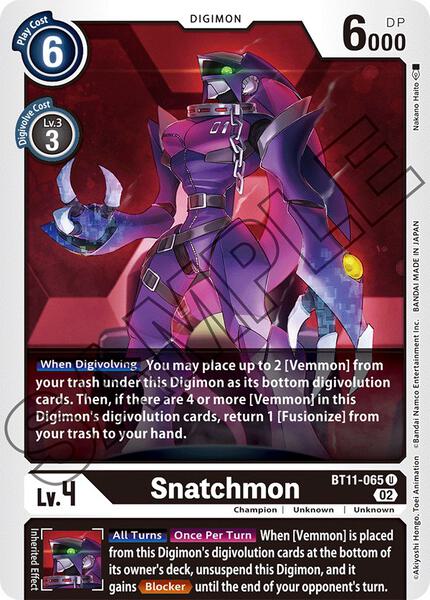 Play Cost
6
DIGIMON
DP
6000
Digivolve Cost
Lv.3
3
01
SAMPLE
When Digivolving You may place up to 2 [Vemmon] from
your trash under this Digimon as its bottom digivolution
cards. Then, if there are 4 or more [Vemmon] in this
Digimon's digivolution cards, return 1 [Fusionize] from
your trash to your hand.
Lv.4
Snatchmon
BT11-065 U
02
Champion | Unknown | Unknown
Inherited Effect
All Turns Once Per Turn When [Vemmon] is placed
from this Digimon's digivolution cards at the bottom of
its owner's deck, unsuspend this Digimon, and it
gains Blocker until the end of your opponent's turn.
Nakano Haito
©Akiyoshi Hongo, Toei Animation ©Bandai Namco Entertainment Inc. BANDAI MADE IN JAPAN